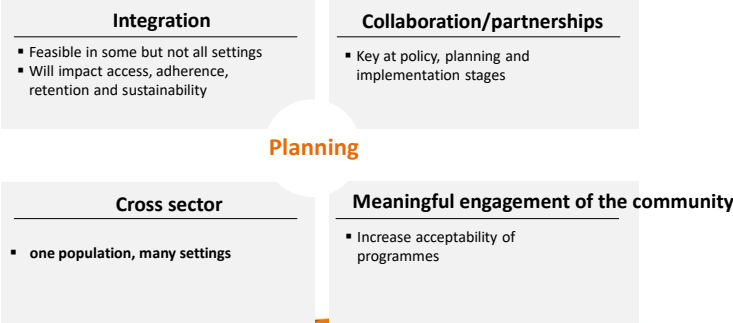 Integration
▪ Feasible in some but not all settings
▪ Will impact access, adherence,
retention and sustainability
Collaboration/partnerships
▪ Key at policy, planning and
implementation stages
Planning
Cross sector
▪ one population, many settings
Meaningful engagement of the community
▪ Increase acceptability of
programmes